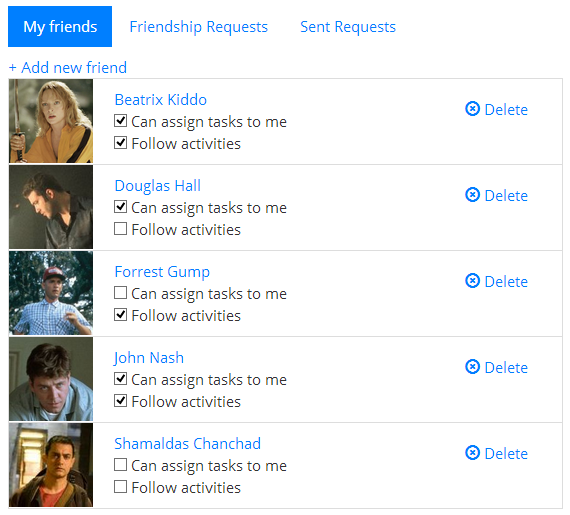 My friends Friendship Requests Sent Requests
+ Add new friend
Beatrix Kiddo
Can assign tasks to me
Follow activities
Delete
Douglas Hall
Can assign tasks to me
Follow activities
Delete
Forrest Gump
Can assign tasks to me
Follow activities
Delete
John Nash
Can assign tasks to me
Follow activities
Delete
Shamaldas Chanchad
Can assign tasks to me
Follow activities
Delete